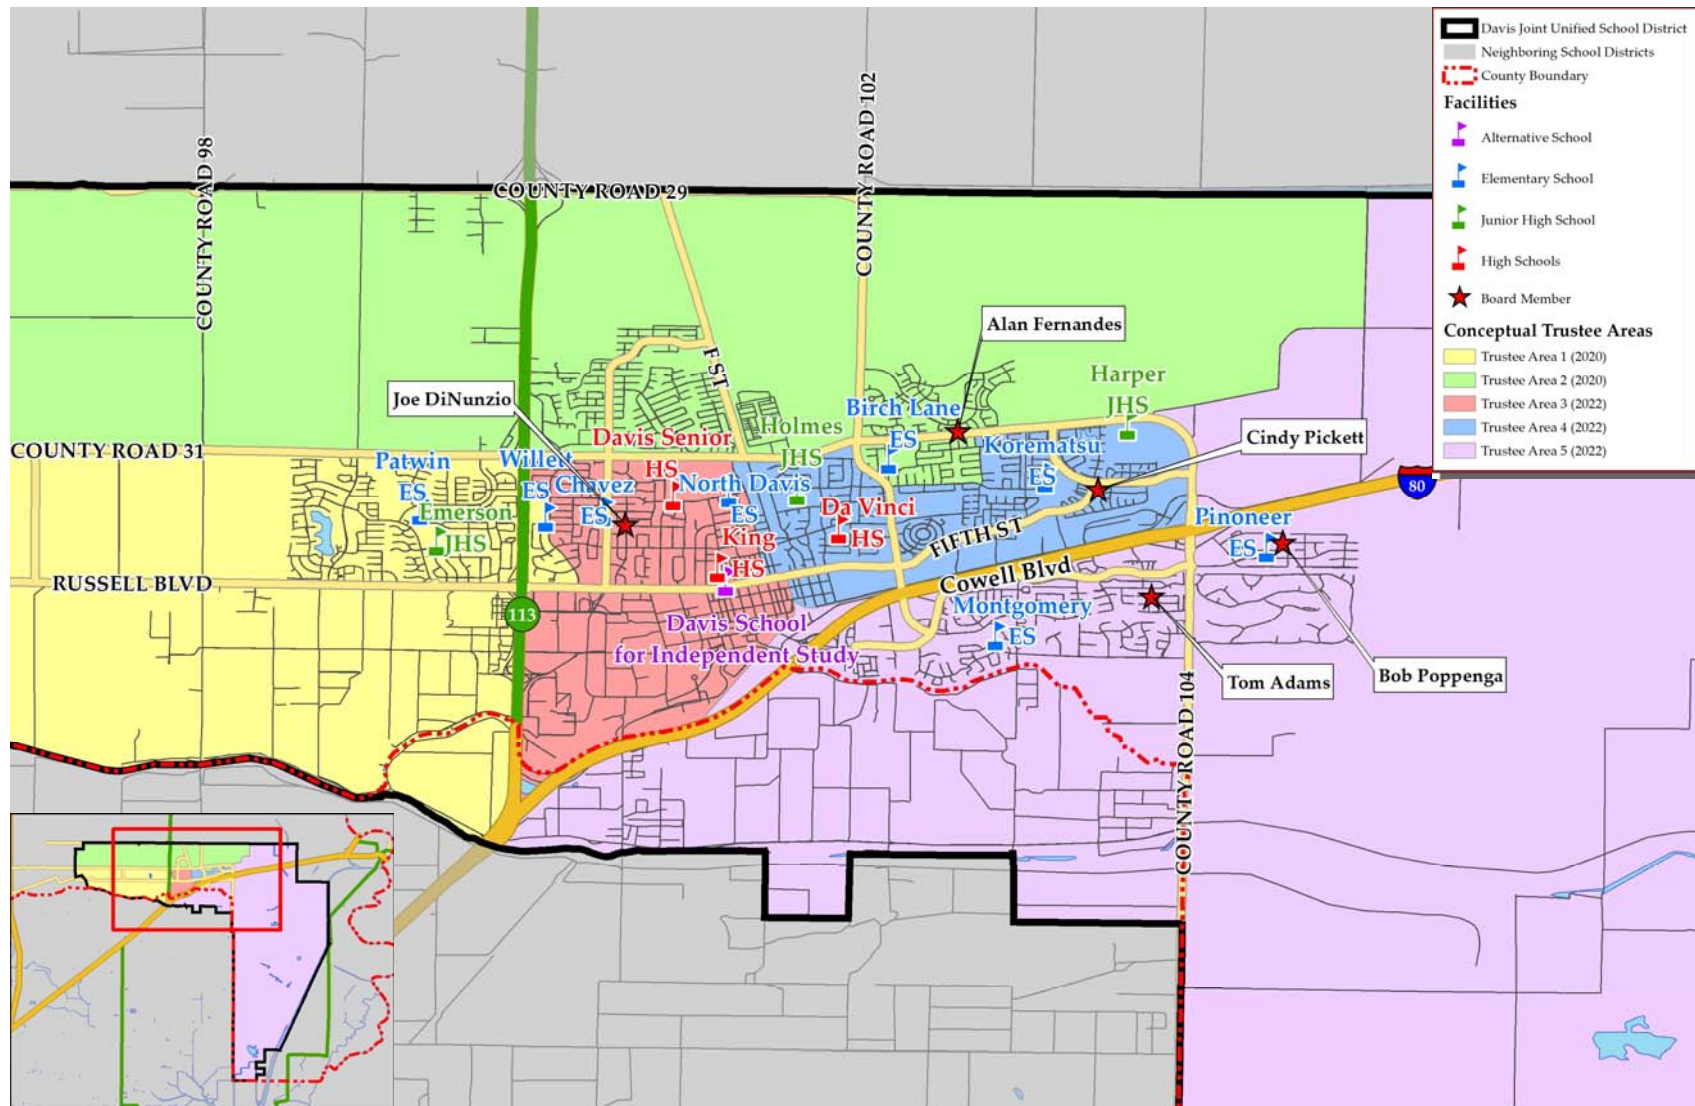 Davis Joint Unified School District
Neighboring School Districts
County Boundary
Facilities
Alternative School
Elementary School
Junior High School
High Schools
Board Member
Conceptual Trustee Areas
Trustee Area 1 (2020)
Trustee Area 2 (2020)
Trustee Area 3 (2022)
Trustee Area 4 (2022)
Trustee Area 5 (2022)
COUNTY ROAD 98
COUNTY ROAD 29
COUNTY ROAD 102
F ST
Alan Fernandes
Joe DiNunzio
Harper
JHS
Birch Lane
ES
Holmes
JHS
Cindy Pickett
COUNTY ROAD 31
Davis Senior
HS
Korematsu
ES
Patwin
ES
Willett
ES
Chavez
ES
North Davis
ES
80
Emerson
JHS
Da Vinci
HS
Pinoneer
ES
King
HS
FIFTH ST
Cowell Blvd
RUSSELL BLVD
113
Montgomery
ES
Davis School
for Independent Study
Tom Adams
Bob Poppenga
COUNTY ROAD 104